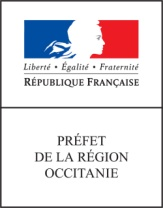 Liberté • Égalité • Fraternité
RÉPUBLIQUE FRANÇAISE
PRÉFET
DE LA RÉGION
OCCITANIE